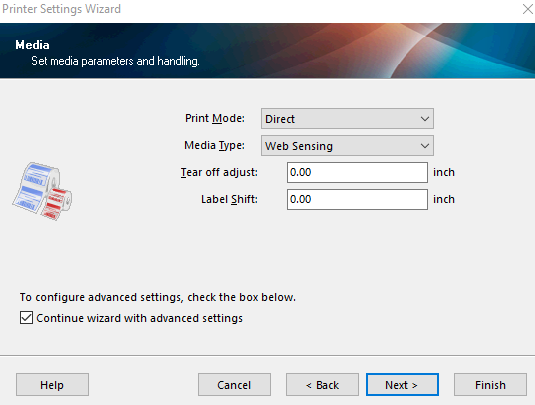 Printer Settings Wizard
Media
Set media parameters and handling.
Print Mode: Direct
Media Type: Web Sensing
Tear off adjust: 0.00 inch
Label Shift: 0.00 inch
To configure advanced settings, check the box below.
Continue wizard with advanced settings
Help Cancel < Back Next > Finish